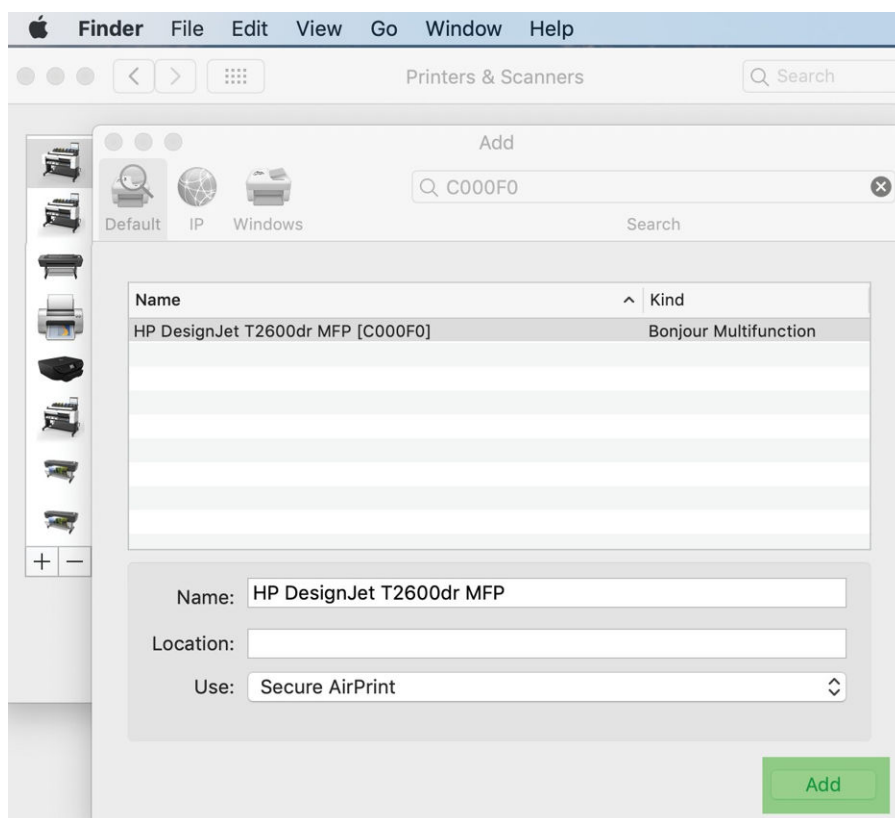 Finder File Edit View Go Window Help
Printers & Scanners Search
Add
C000F0
Default IP Windows Search
Name Kind
HP DesignJet T2600dr MFP [C000F0] Bonjour Multifunction
Name: HP DesignJet T2600dr MFP
Location:
Use: Secure AirPrint
Add